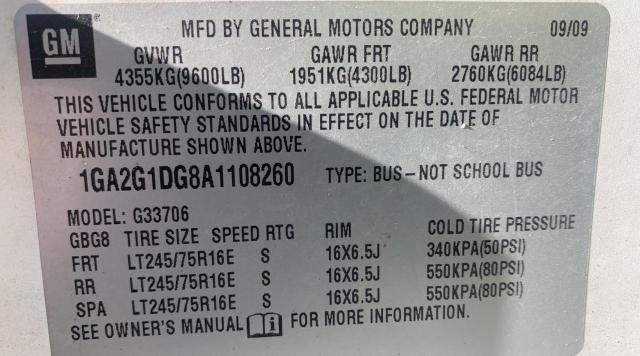 GM ® MFD BY GENERAL MOTORS COMPANY 09/09
GVWR GAWR FRT GAWR RR
4355KG(9600LB) 1951KG(4300LB) 2760KG(6084LB)
THIS VEHICLE CONFORMS TO ALL APPLICABLE U.S. FEDERAL MOTOR
VEHICLE SAFETY STANDARDS IN EFFECT ON THE DATE OF
MANUFACTURE SHOWN ABOVE.
1GA2G1DG8A1108260 TYPE: BUS-NOT SCHOOL BUS
MODEL: G33706
GBG8 TIRE SIZE SPEED RTG RIM COLD TIRE PRESSURE
FRT LT245/75R16E S 16X6.5J 340KPA(50PSI)
RR LT245/75R16E S 16X6.5J 550KPA(80PSI)
SPA LT245/75R16E S 16X6.5J 550KPA(80PSI)
SEE OWNER'S MANUAL i FOR MORE INFORMATION.